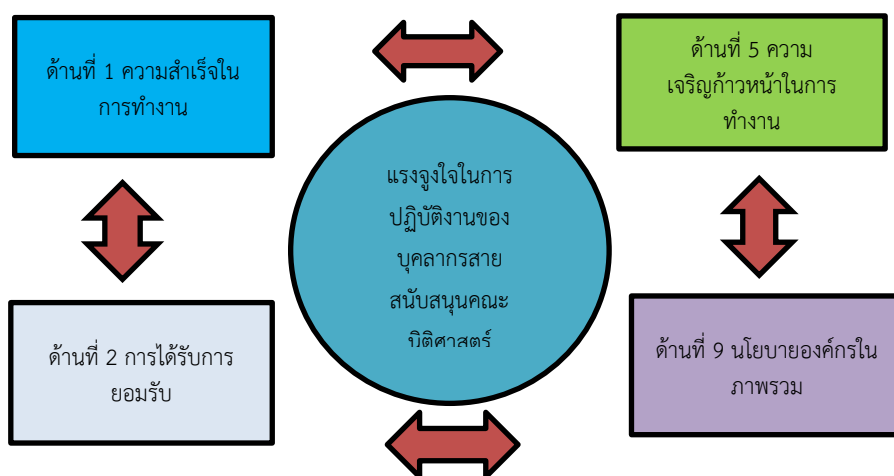 ด้านที่ 1 ความสำเร็จใน
การทำงาน
ด้านที่ 5 ความ
เจริญก้าวหน้าในการ
ทำงาน
แรงจูงใจในการ
ปฏิบัติงานของ
บุคลากรสาย
สนับสนุนคณะ
นิติศาสตร์
ด้านที่ 2 การได้รับการ
ยอมรับ
ด้านที่ 9 นโยบายองค์กรใน
ภาพรวม